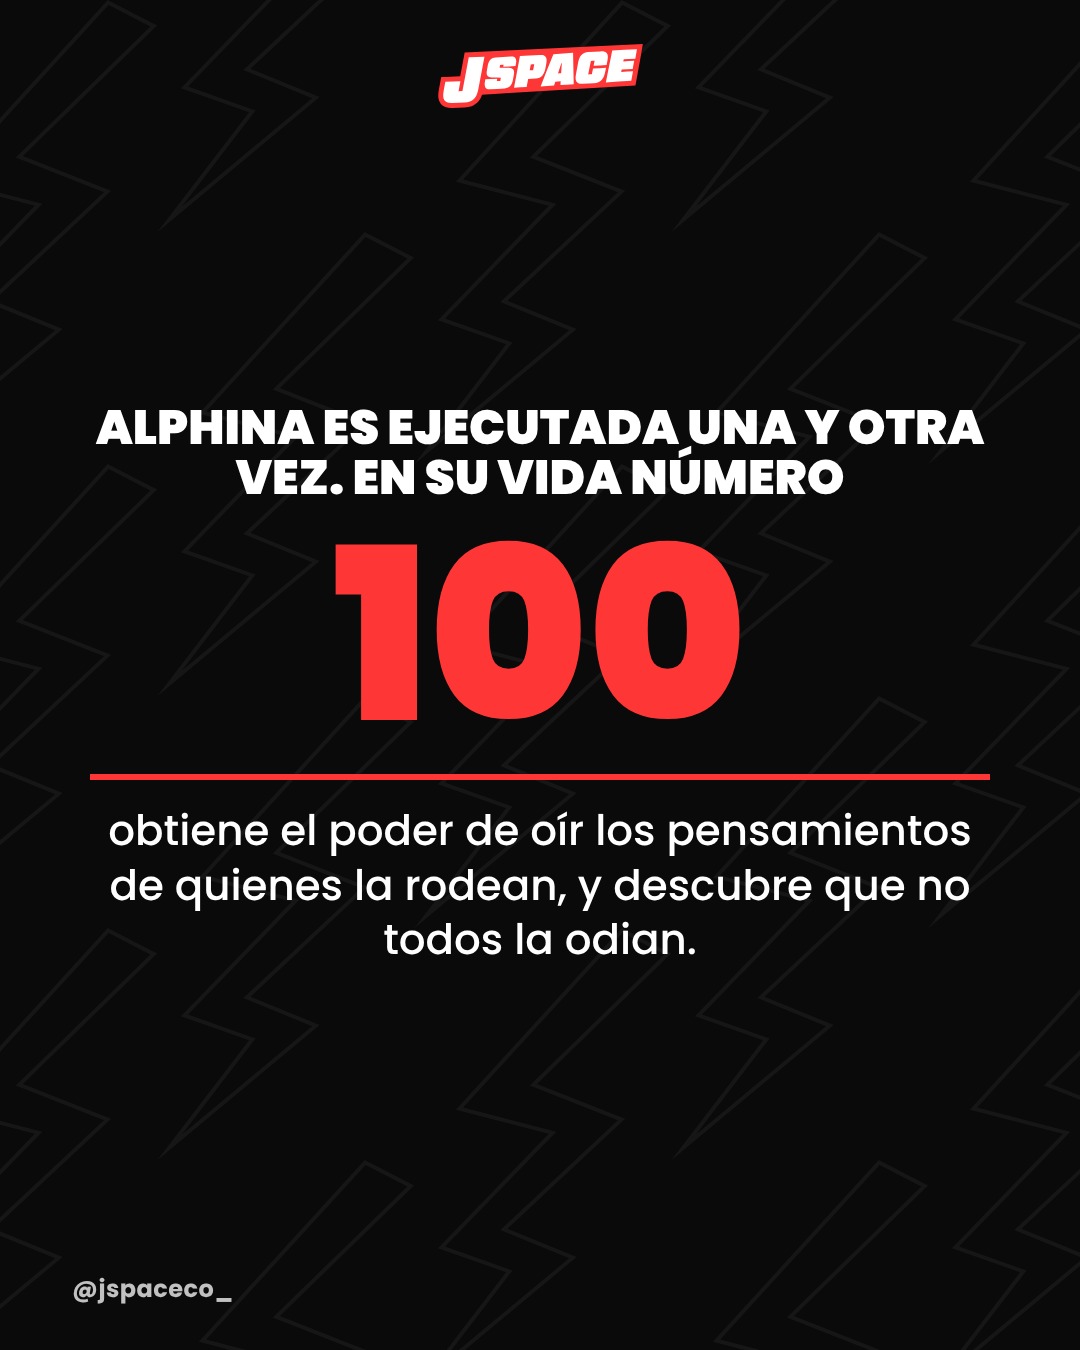 JSPACE
ALPHINA ES EJECUTADA UNA Y OTRA
VEZ. EN SU VIDA NÚMERO
100
obtiene el poder de oír los pensamientos
de quienes la rodean, y descubre que no
todos la odian.
@jspaceco_